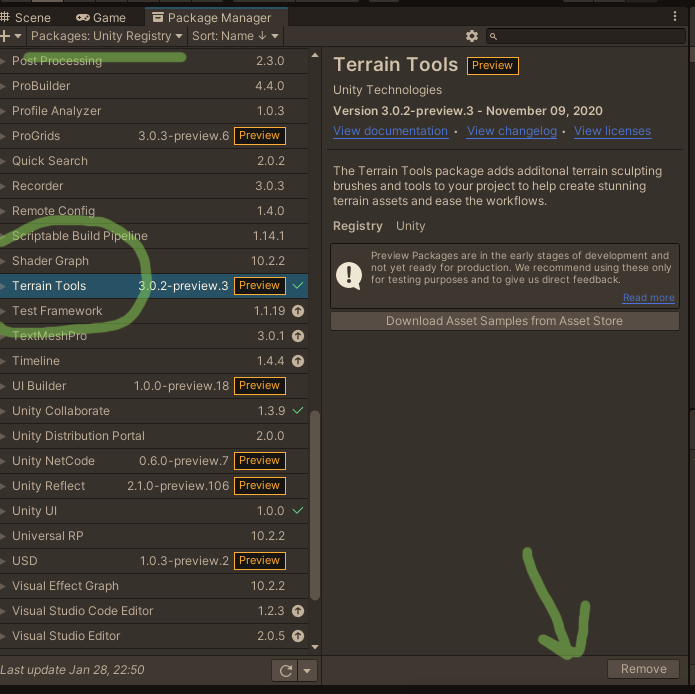 Scene Game Package Manager
Packages: Unity Registry Sort: Name ↓
Post Processing 2.3.0
ProBuilder 4.4.0
Profile Analyzer 1.0.3
ProGrids 3.0.3-preview.6 Preview
Quick Search 2.0.2
Recorder 3.0.3
Remote Config 1.4.0
Scriptable Build Pipeline 1.14.1
Shader Graph 10.2.2
Terrain Tools 3.0.2-preview.3 Preview
Test Framework 1.1.19
TextMeshPro 3.0.1
Timeline 1.4.4
UI Builder 1.0.0-preview.18 Preview
Unity Collaborate 1.3.9
Unity Distribution Portal 2.0.0
Unity NetCode 0.6.0-preview.7 Preview
Unity Reflect 2.1.0-preview.106 Preview
Unity UI 1.0.0
Universal RP 10.2.2
USD 1.0.3-preview.2 Preview
Visual Effect Graph 10.2.2
Visual Studio Code Editor 1.2.3
Visual Studio Editor 2.0.5
Last update Jan 28, 22:50
Terrain Tools Preview
Unity Technologies
Version 3.0.2-preview.3 - November 09, 2020
View documentation • View changelog • View licenses
The Terrain Tools package adds additonal terrain sculpting
brushes and tools to your project to help create stunning
terrain assets and ease the workflows.
Registry Unity
Preview Packages are in the early stages of development and
not yet ready for production. We recommend using these only
for testing purposes and to give us direct feedback.
Read more
Download Asset Samples from Asset Store
Remove